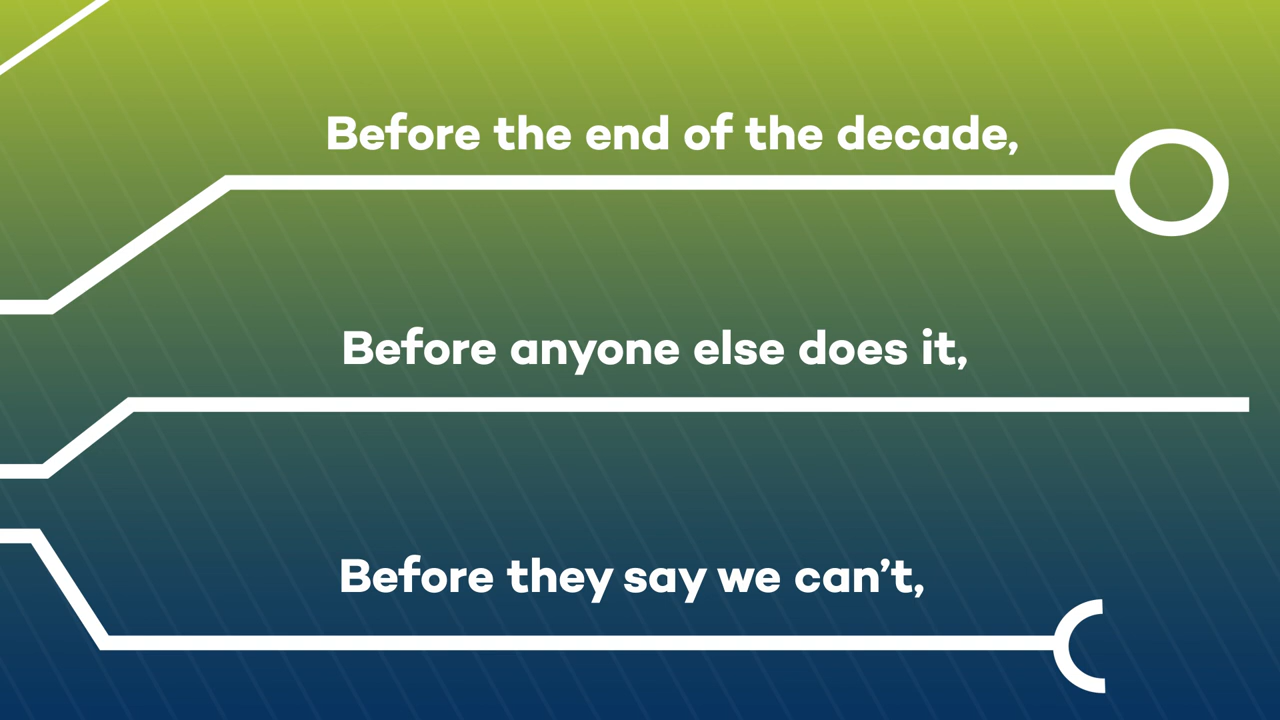 Before the end of the decade,
Before anyone else does it,
Before they say we can’t,